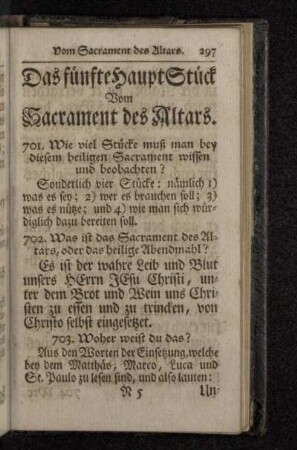 Vom Sacrament des Altars. 297
Das fünfte Haupt Stück
Vom
Sacrament des Altars.
701. Wie viel Stücke muß man bey
diesem heiligen Sacrament wissen
und beobachten?
Sonderlich vier Stücke: nämlich 1)
was es sey; 2) wer es brauchen soll; 3)
was es nütze; und 4) wie man sich wür-
diglich dazu bereiten soll.
702. Was ist das Sacrament des Al-
tars, oder das heilige Abendmahl?
Es ist der wahre Leib und Blut
unsers HErrn JEsu Christi, un-
ter dem Brot und Wein uns Chri-
sten zu essen und zu trincken, von
Christo selbst eingesetzet.
703. Woher weist du das?
Aus den Worten der Einsetzung, welche
bey dem Matthäo, Marco, Luca und
St. Paulo zu lesen sind, und also lauten:
N 5 Un-